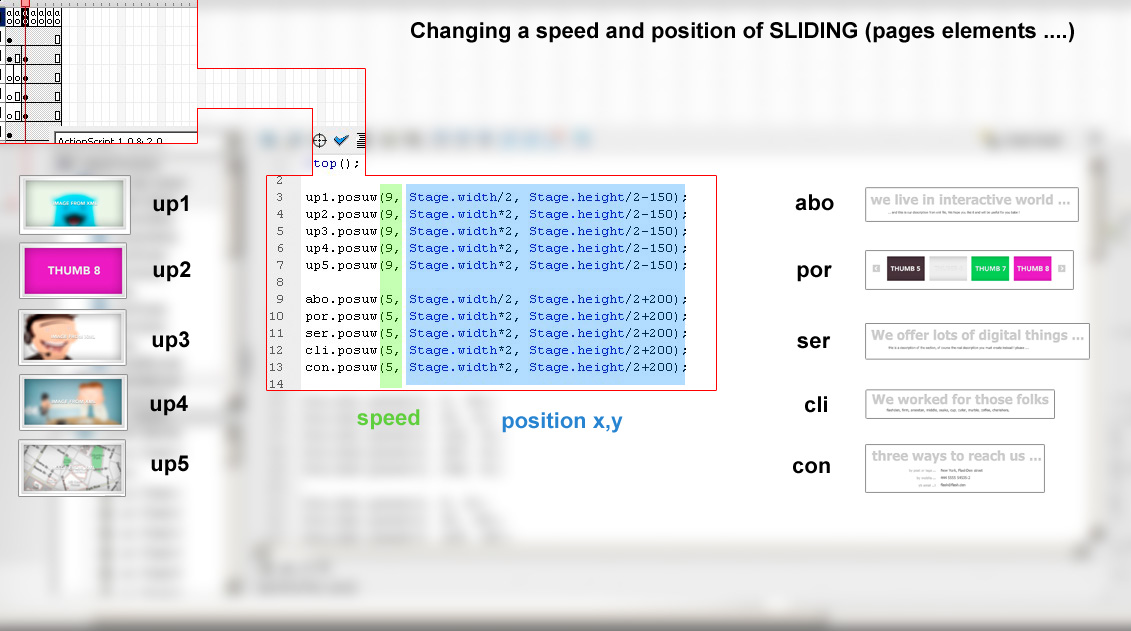 Changing a speed and position of SLIDING (pages elements ....)
ActionScript 1.0 & 2.0
top();
2
3 up1.posuw(9, Stage.width/2, Stage.height/2-150);
4 up2.posuw(9, Stage.width*2, Stage.height/2-150);
5 up3.posuw(9, Stage.width*2, Stage.height/2-150);
6 up4.posuw(9, Stage.width*2, Stage.height/2-150);
7 up5.posuw(9, Stage.width*2, Stage.height/2-150);
8
9 abo.posuw(5, Stage.width/2, Stage.height/2+200);
10 por.posuw(5, Stage.width*2, Stage.height/2+200);
11 ser.posuw(5, Stage.width*2, Stage.height/2+200);
12 cli.posuw(5, Stage.width*2, Stage.height/2+200);
13 con.posuw(5, Stage.width*2, Stage.height/2+200);
14
speed
position x,y
IMAGE FROM XML
up1
THUMB 8
up2
up3
up4
up5
abo
we live in interactive world ...
por
THUMB 5
THUMB 7
THUMB 8
ser
We offer lots of digital things ...
cli
We worked for those folks
con
three ways to reach us ...
New York, FlashDen street